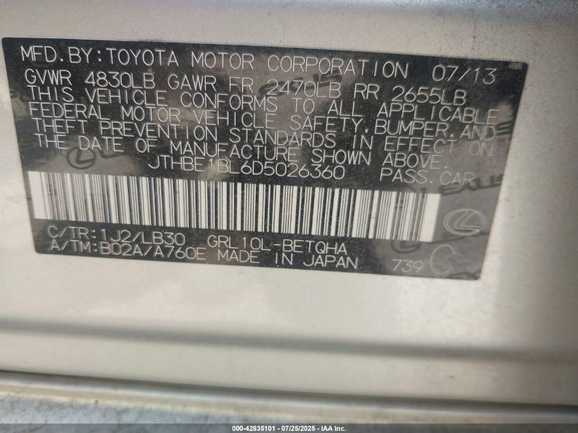 MFD.BY:TOYOTA MOTOR CORPORATION 07/13
GVWR 4830LB GAWR FR 2470LB RR 2655LB
THIS VEHICLE CONFORMS TO ALL APPLICABLE
FEDERAL MOTOR VEHICLE SAFETY,BUMPER,AND
THEFT PREVENTION STANDARDS IN EFFECT ON
THE DATE OF MANUFACTURE SHOWN ABOVE.
JTHBE1BL6D5026360 PASS.CAR
C/TR:1J2/LB30 GRL10L-BETQHA
A/TM:B02A/A760E MADE IN JAPAN 739 C
000-42835101 - 07/25/2025 - IAA Inc.